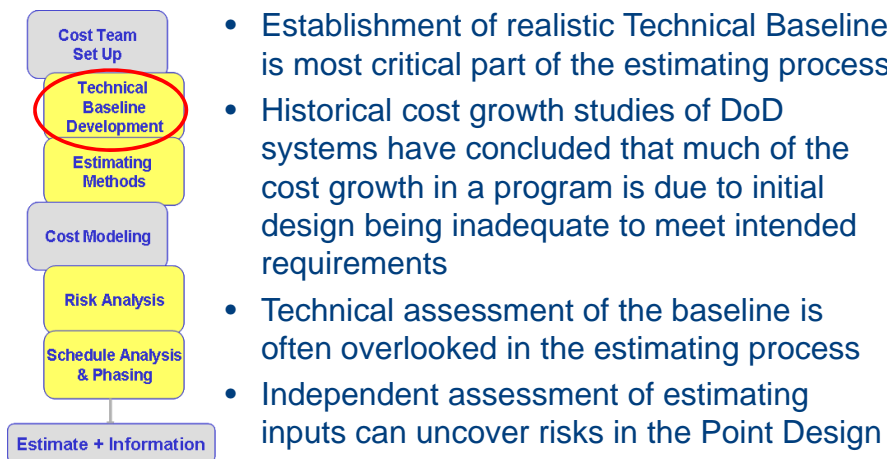 Cost Team
Set Up
Technical
Baseline
Development
Estimating
Methods
Cost Modeling
Risk Analysis
Schedule Analysis
& Phasing
Estimate + Information
• Establishment of realistic Technical Baseline
is most critical part of the estimating process
• Historical cost growth studies of DoD
systems have concluded that much of the
cost growth in a program is due to initial
design being inadequate to meet intended
requirements
• Technical assessment of the baseline is
often overlooked in the estimating process
• Independent assessment of estimating
inputs can uncover risks in the Point Design